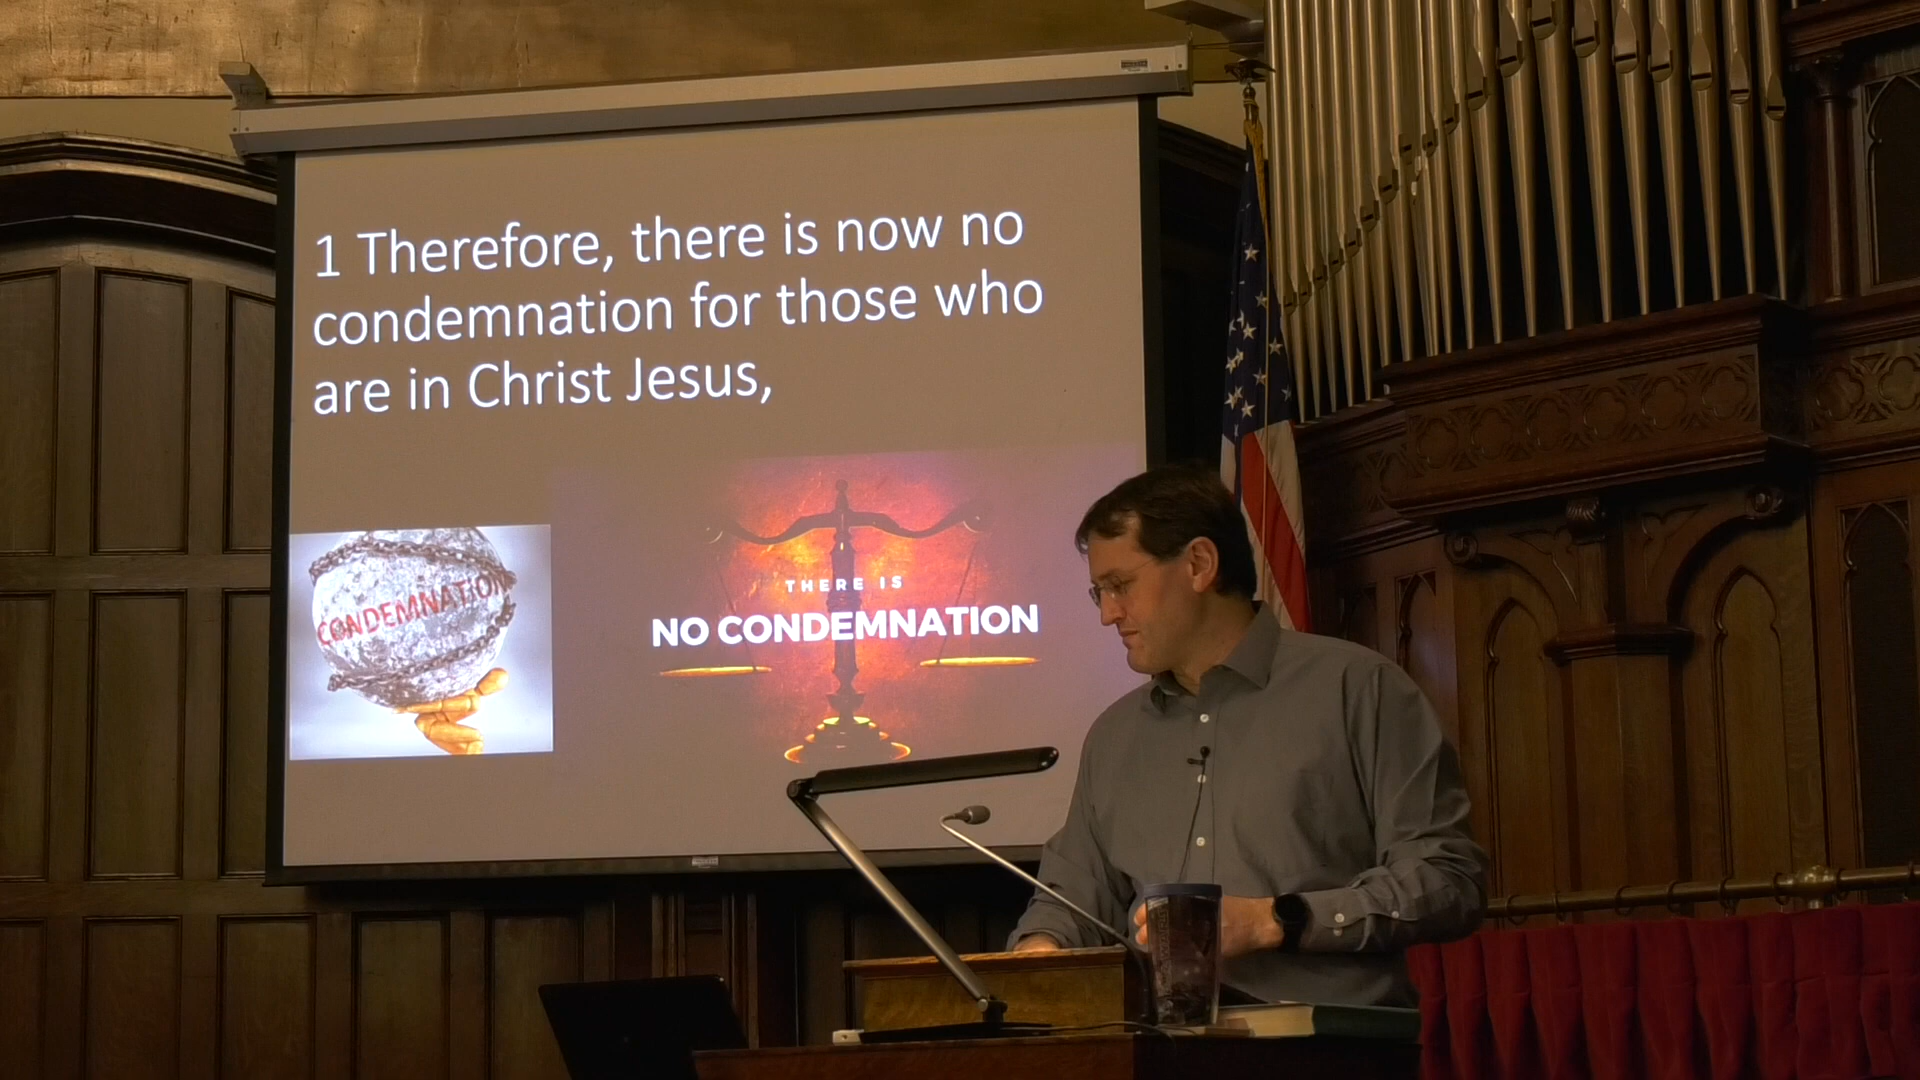 1 Therefore, there is now no
condemnation for those who
are in Christ Jesus,
CONDEMNATION
THERE IS
NO CONDEMNATION